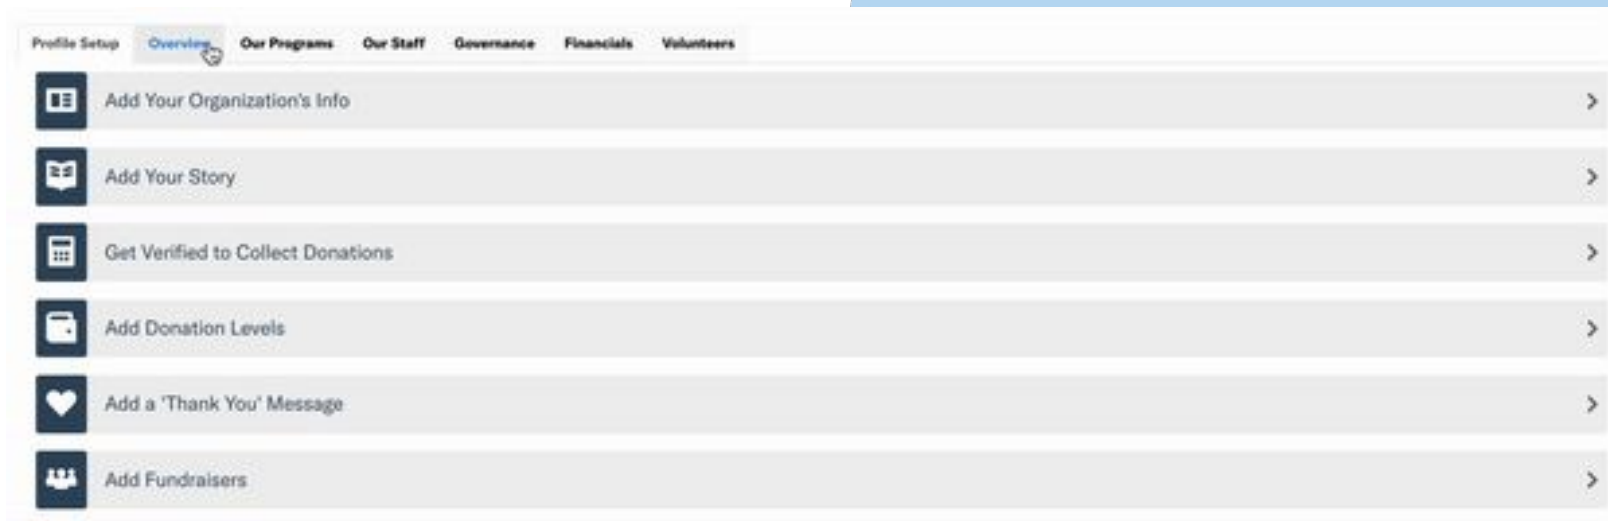 Profile Setup Overview Our Programs Our Staff Governance Financials Volunteers
Add Your Organization's Info
Add Your Story
Get Verified to Collect Donations
Add Donation Levels
Add a 'Thank You' Message
Add Fundraisers